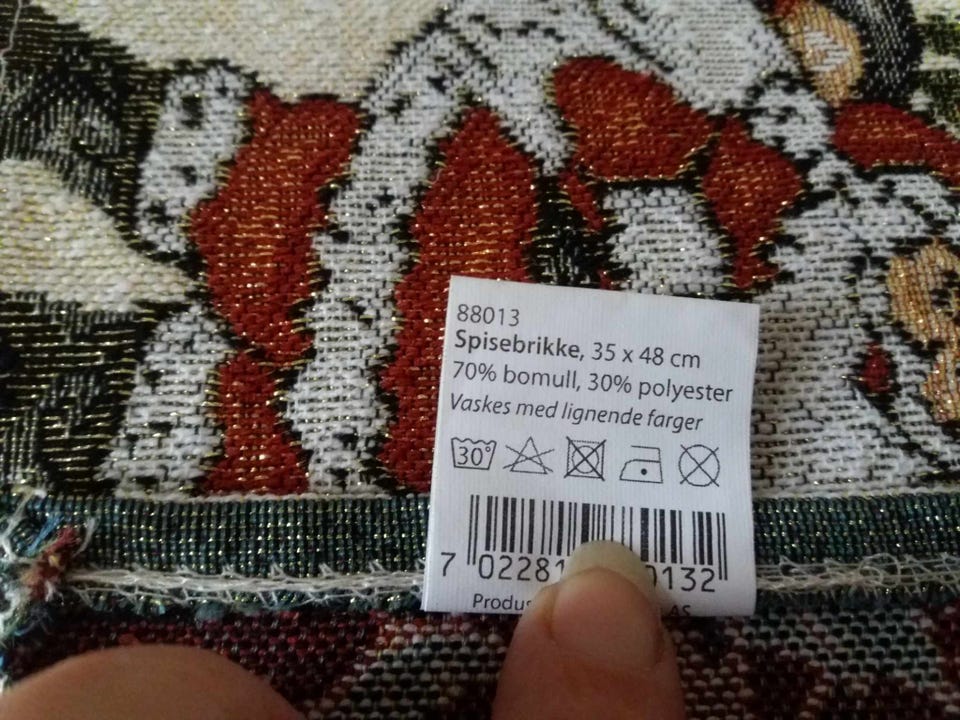 88013
Spisebrikke, 35 x 48 cm
70% bomull, 30% polyester
Vaskes med lignende farger
30°
7 02281 0132
AS